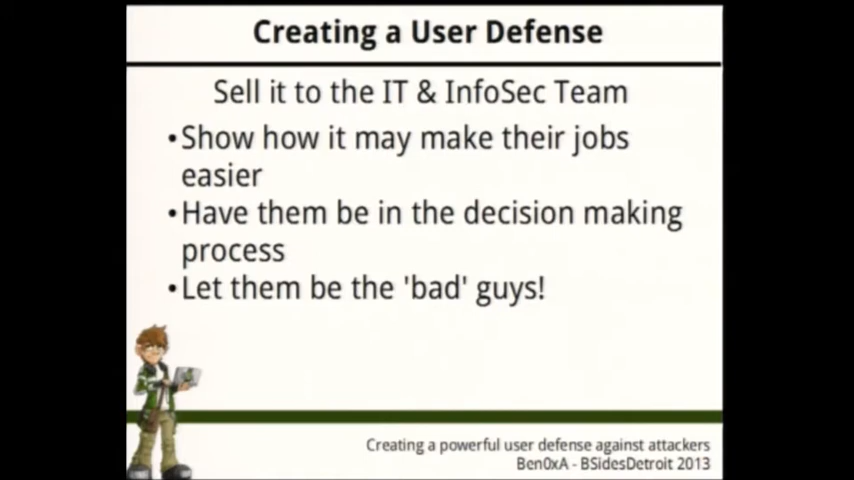 Creating a User Defense
Sell it to the IT & InfoSec Team
•Show how it may make their jobs
easier
•Have them be in the decision making
process
•Let them be the 'bad' guys!
Creating a powerful user defense against attackers
Ben0xA - BSidesDetroit 2013